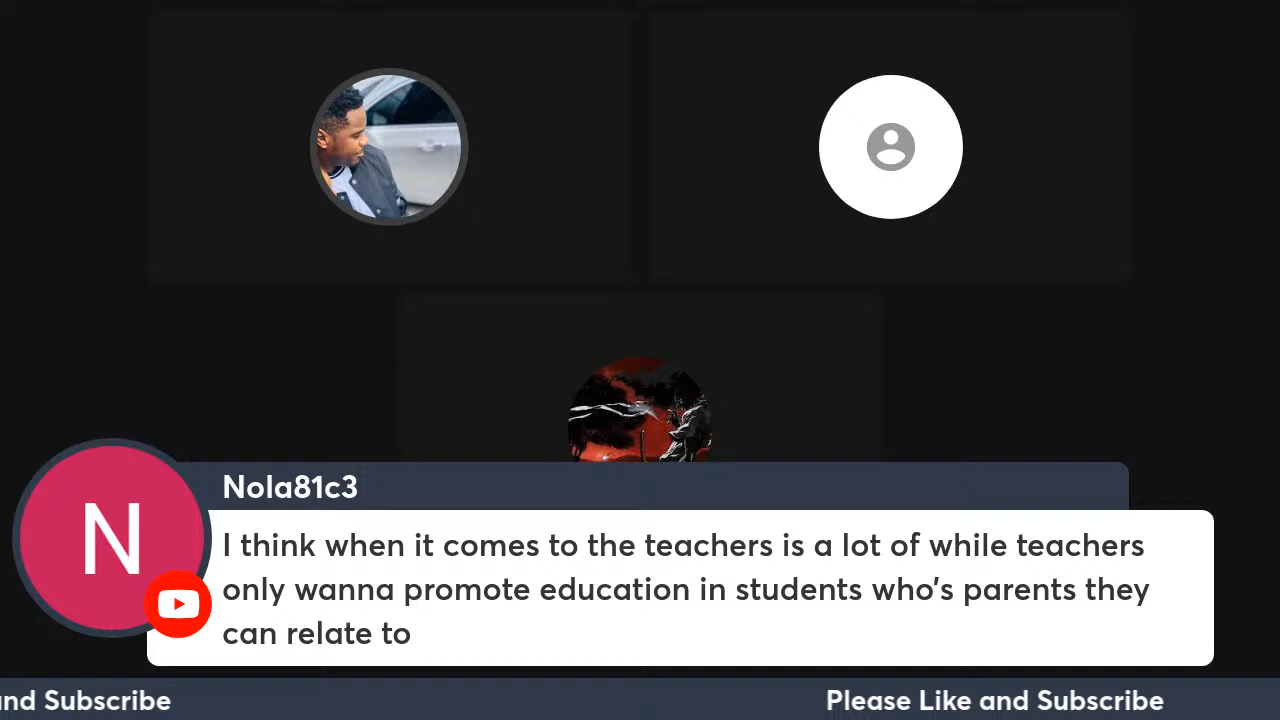 N
Nola81c3
I think when it comes to the teachers is a lot of while teachers
only wanna promote education in students who's parents they
can relate to
and Subscribe
Please Like and Subscribe